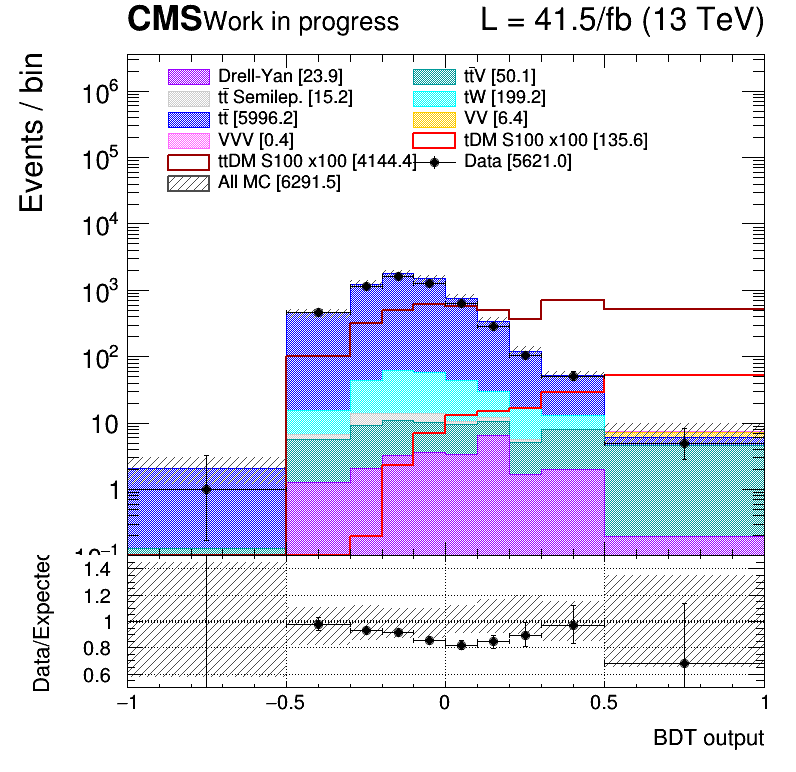 CMS Work in progress L = 41.5/fb (13 TeV)
Events / bin
Drell-Yan [23.9] tt̄V [50.1]
tt̄ Semilep. [15.2] tW [199.2]
tt̄ [5996.2] VV [6.4]
VVV [0.4] tDM S100 x100 [135.6]
ttDM S100 x100 [4144.4] Data [5621.0]
All MC [6291.5]
10⁶
10⁵
10⁴
10³
10²
10
1
10⁻¹
Data/Expected
1.4
1.2
1
0.8
0.6
−1 −0.5 0 0.5 1
BDT output